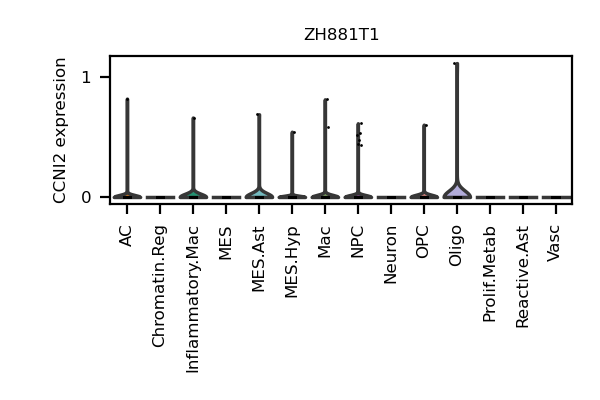 ZH881T1
CCNI2 expression
1
0
AC
Chromatin.Reg
Inflammatory.Mac
MES
MES.Ast
MES.Hyp
Mac
NPC
Neuron
OPC
Oligo
Prolif.Metab
Reactive.Ast
Vasc